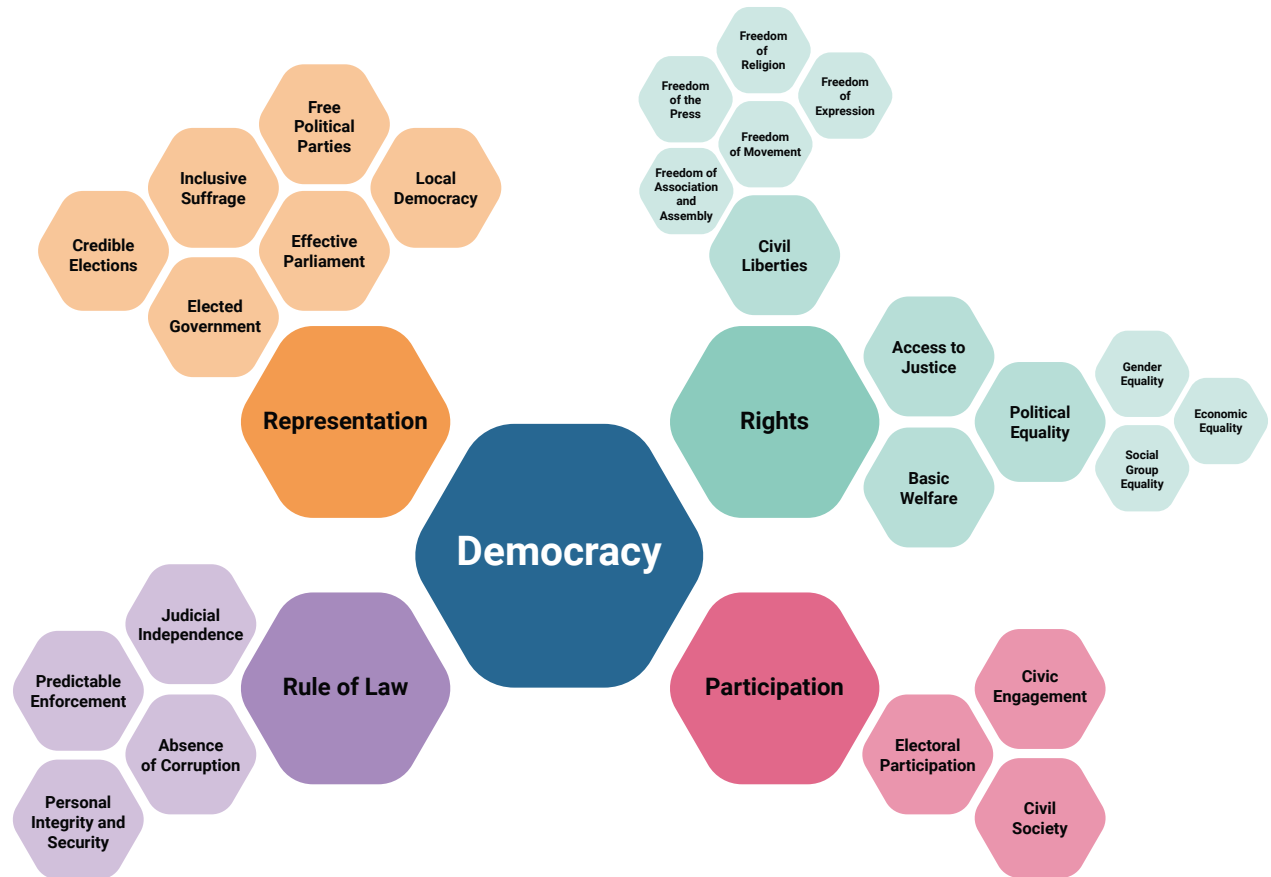 Freedom
of
Religion
Freedom
of the
Press
Freedom
of
Expression
Freedom
of Movement
Freedom of
Association
and
Assembly
Civil
Liberties
Free
Political
Parties
Inclusive
Suffrage
Local
Democracy
Credible
Elections
Effective
Parliament
Elected
Government
Representation
Rights
Access to
Justice
Political
Equality
Basic
Welfare
Gender
Equality
Economic
Equality
Social
Group
Equality
Democracy
Judicial
Independence
Predictable
Enforcement
Absence
of Corruption
Personal
Integrity and
Security
Rule of Law
Participation
Electoral
Participation
Civic
Engagement
Civil
Society